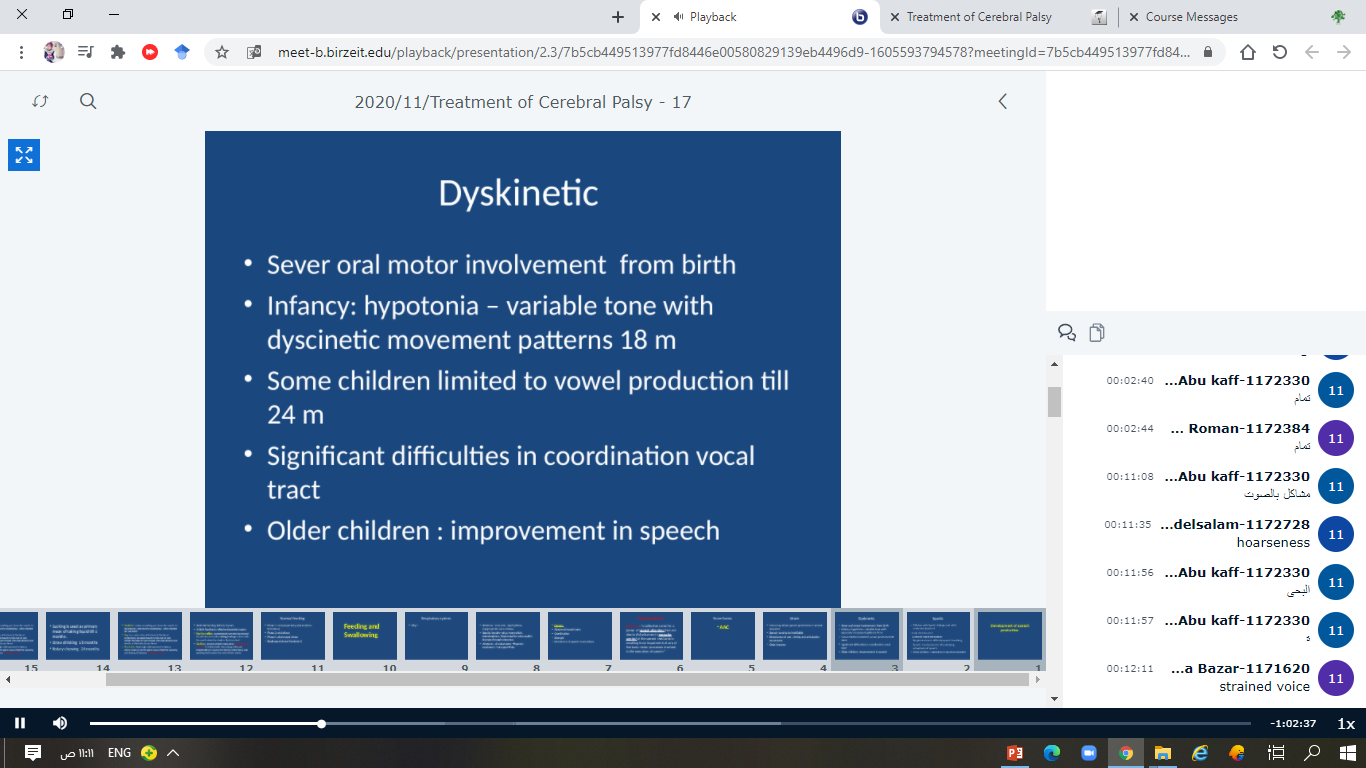 Playback
Treatment of Cerebral Palsy
Course Messages
meet-b.birzeit.edu/playback/presentation/2.3/7b5cb449513977fd8446e00580829139eb4496d9-1605593794578?meetingId=7b5cb449513977fd84...
2020/11/Treatment of Cerebral Palsy - 17
Dyskinetic
• Sever oral motor involvement from birth
• Infancy: hypotonia – variable tone with
dyscinetic movement patterns 18 m
• Some children limited to vowel production till
24 m
• Significant difficulties in coordination vocal
tract
• Older children : improvement in speech
Feeding and
Swallowing
15 14 13 12 11 10 9 8 7 6 5 4 3 2 1
00:02:40 ...Abu kaff-1172330
تمام
11
00:02:44 ... Roman-1172384
تمام
11
00:11:08 ...Abu kaff-1172330
مشاكل بالصوت
11
00:11:35 ...delsalam-1172728
hoarseness
11
00:11:56 ...Abu kaff-1172330
اليحى
11
00:11:57 ...Abu kaff-1172330
ه
11
00:12:11 ...a Bazar-1171620
strained voice
11
-1:02:37 1x
١١:١١ ص ENG